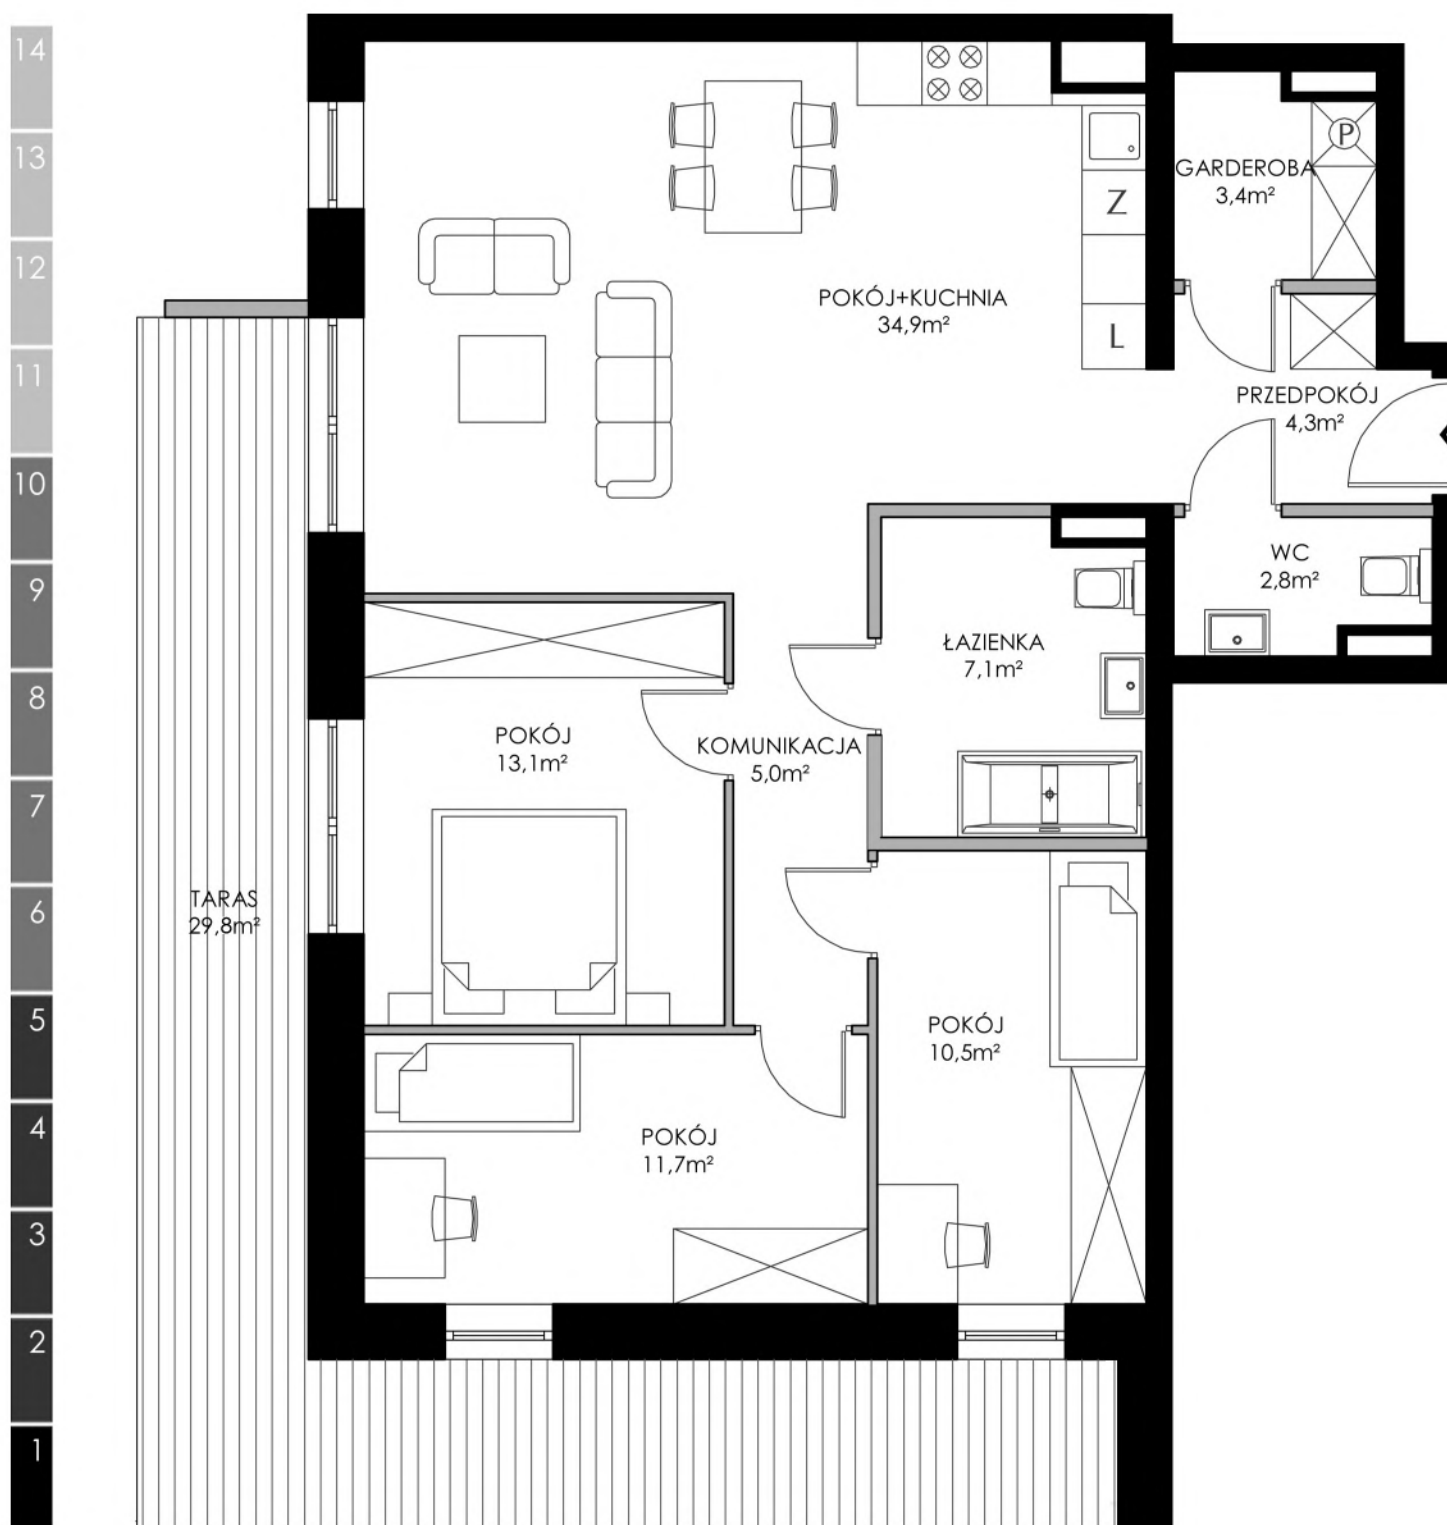 14
13
12
11
10
9
8
7
6
5
4
3
2
1
P
GARDEROBA
3,4m²
Z
POKÓJ+KUCHNIA
34,9m²
L
PRZEDPOKÓJ
4,3m²
WC
2,8m²
ŁAZIENKA
7,1m²
POKÓJ
13,1m²
KOMUNIKACJA
5,0m²
TARAS
29,8m²
POKÓJ
10,5m²
POKÓJ
11,7m²